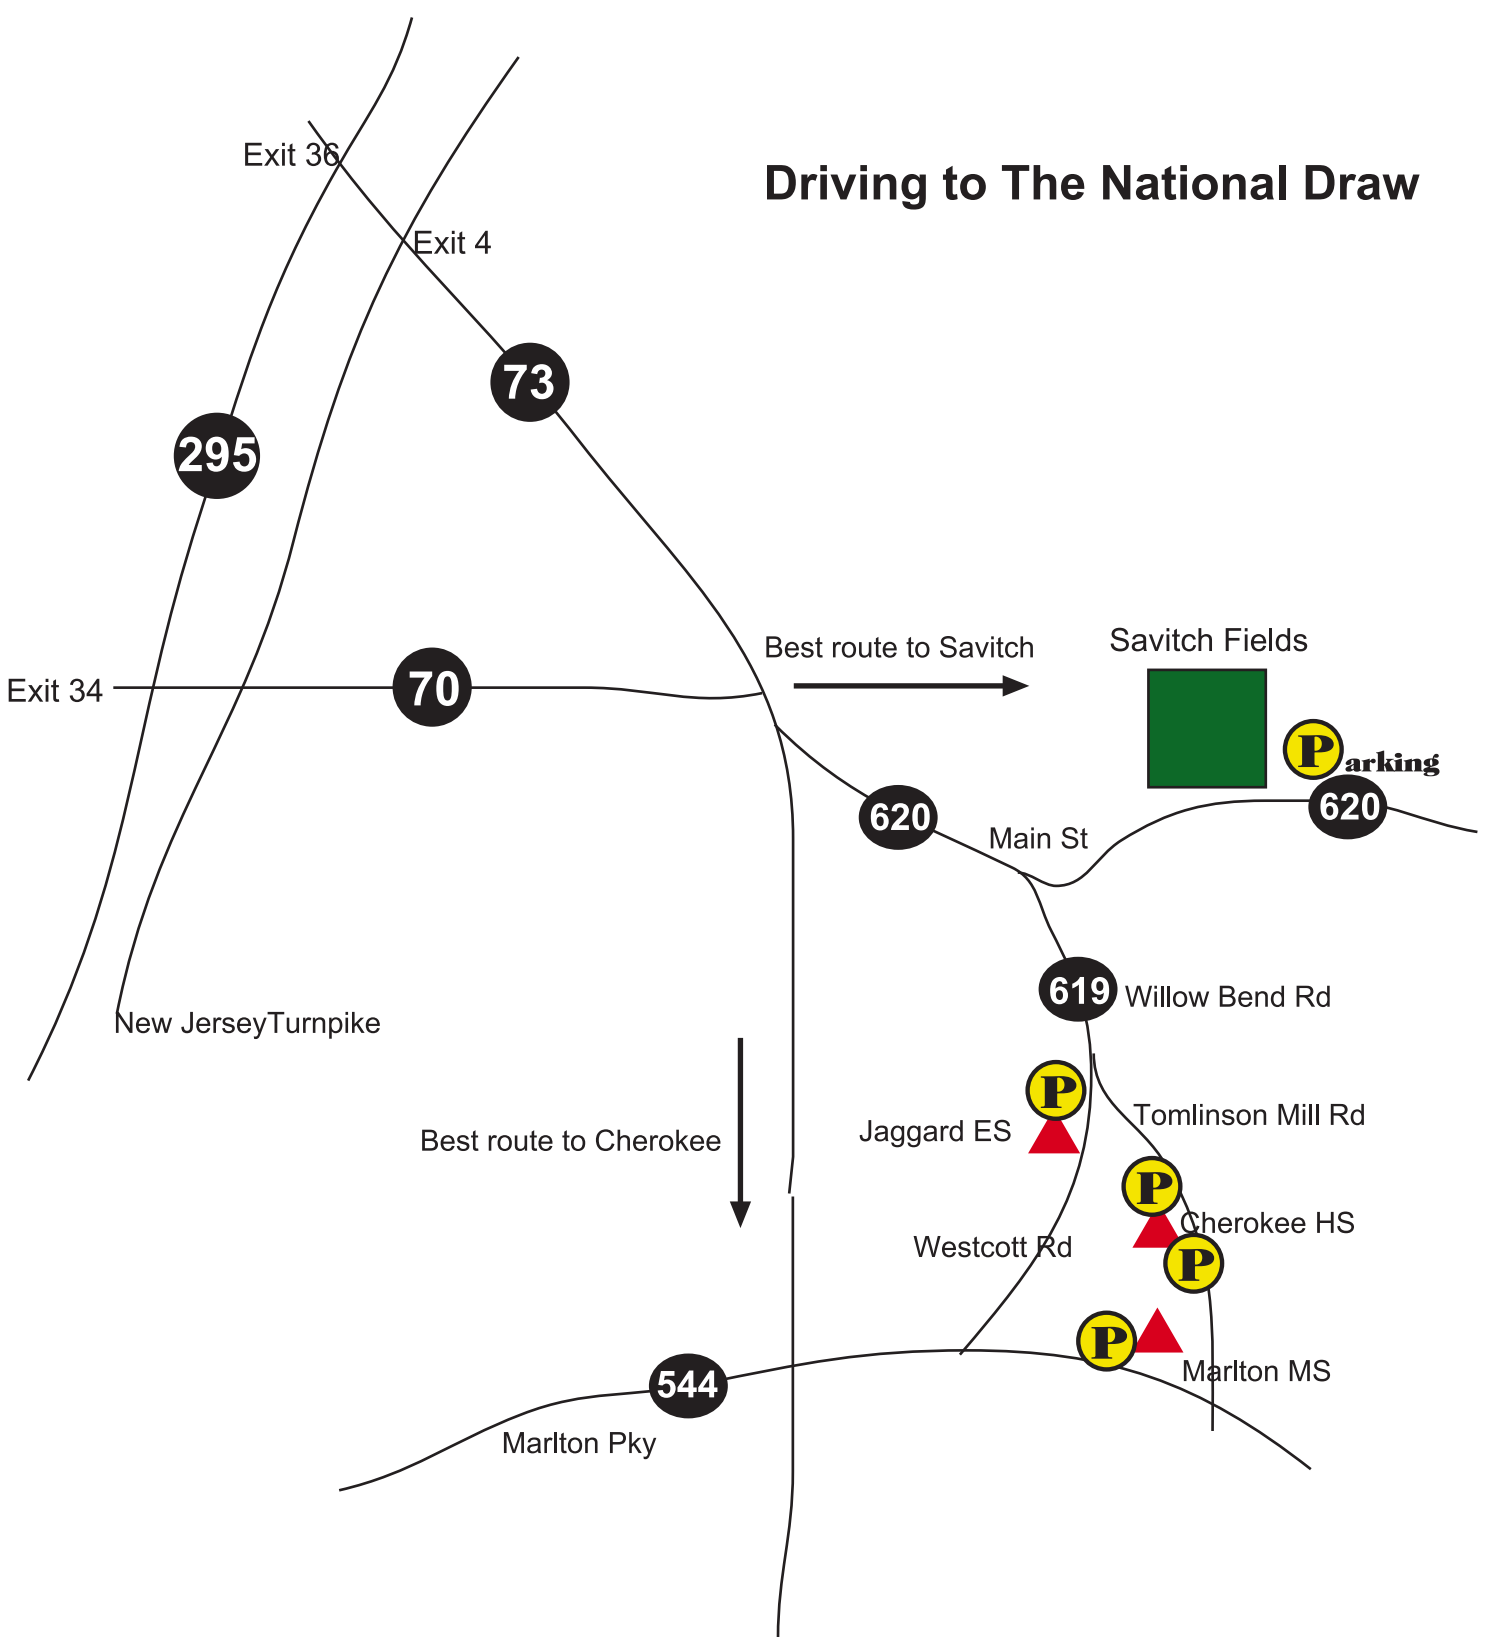 Driving to The National Draw
Exit 36
Exit 4
73
295
Best route to Savitch
Savitch Fields
Exit 34
70
Parking
620
620
Main St
619
Willow Bend Rd
New JerseyTurnpike
P
Jaggard ES
Tomlinson Mill Rd
Best route to Cherokee
P
Cherokee HS
Westcott Rd
P
P
Marlton MS
544
Marlton Pky